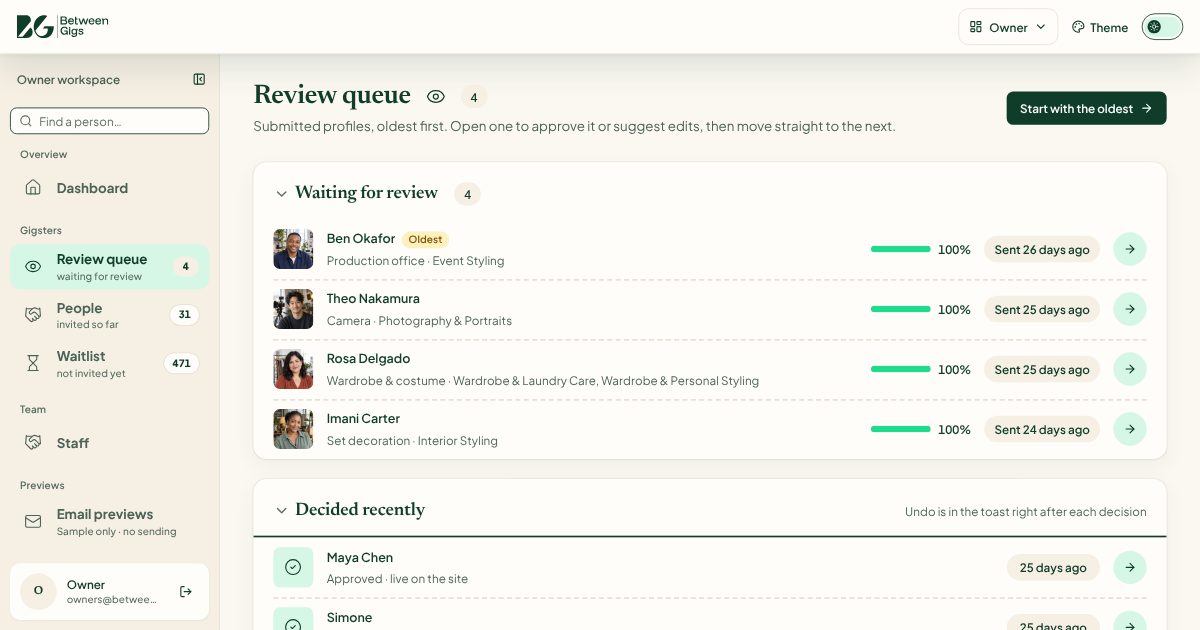 BG Between
Gigs
Owner
Theme
Owner workspace
Find a person...
Overview
Dashboard
Gigsters
Review queue
waiting for review
4
People
invited so far
31
Waitlist
not invited yet
471
Team
Staff
Previews
Email previews
Sample only · no sending
O
Owner
owners@betwee...
Review queue
4
Submitted profiles, oldest first. Open one to approve it or suggest edits, then move straight to the next.
Start with the oldest
Waiting for review
4
Ben Okafor Oldest
Production office · Event Styling
100%
Sent 26 days ago
Theo Nakamura
Camera · Photography & Portraits
100%
Sent 25 days ago
Rosa Delgado
Wardrobe & costume · Wardrobe & Laundry Care, Wardrobe & Personal Styling
100%
Sent 25 days ago
Imani Carter
Set decoration · Interior Styling
100%
Sent 24 days ago
Decided recently
Undo is in the toast right after each decision
Maya Chen
Approved · live on the site
25 days ago
Simone
25 days ago